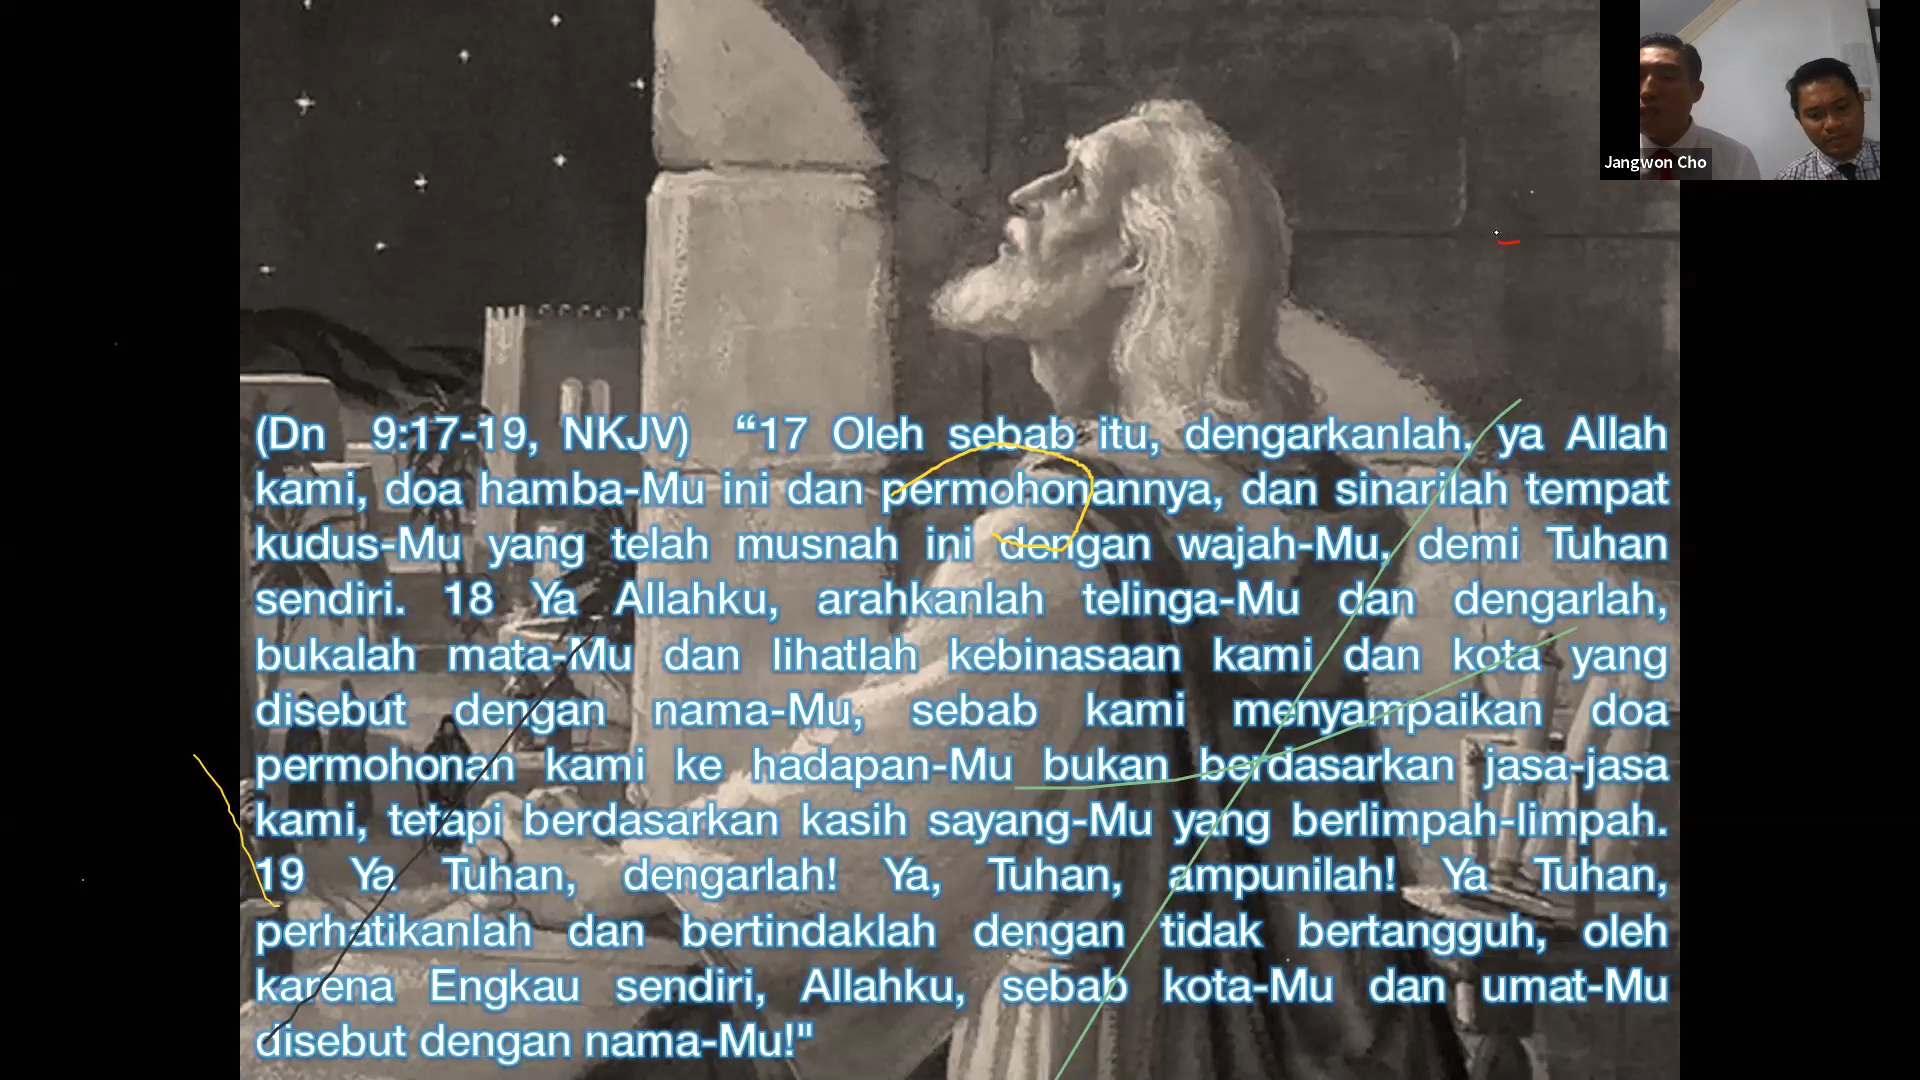 Jangwon Cho
(Dn 9:17-19, NKJV) “17 Oleh sebab itu, dengarkanlah, ya Allah
kami, doa hamba-Mu ini dan permohonannya, dan sinarilah tempat
kudus-Mu yang telah musnah ini dengan wajah-Mu, demi Tuhan
sendiri. 18 Ya Allahku, arahkanlah telinga-Mu dan dengarlah,
bukalah mata-Mu dan lihatlah kebinasaan kami dan kota yang
disebut dengan nama-Mu, sebab kami menyampaikan doa
permohonan kami ke hadapan-Mu bukan berdasarkan jasa-jasa
kami, tetapi berdasarkan kasih sayang-Mu yang berlimpah-limpah.
19 Ya Tuhan, dengarlah! Ya, Tuhan, ampunilah! Ya Tuhan,
perhatikanlah dan bertindaklah dengan tidak bertangguh, oleh
karena Engkau sendiri, Allahku, sebab kota-Mu dan umat-Mu
disebut dengan nama-Mu!"